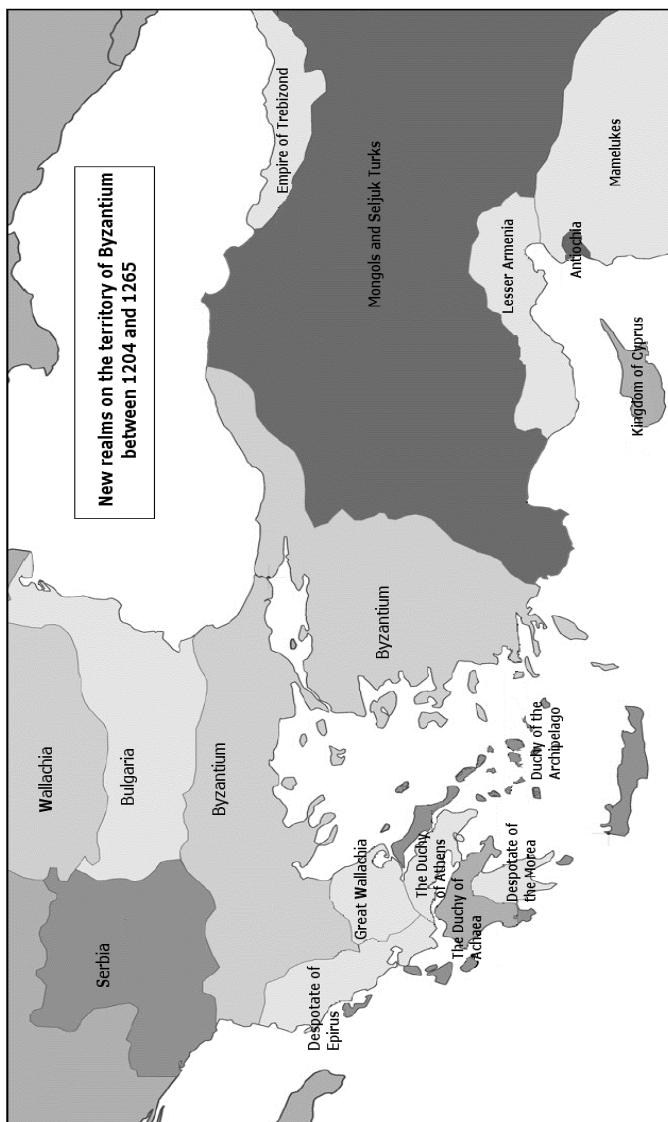 New realms on the territory of Byzantium
between 1204 and 1265
Wallachia
Serbia
Bulgaria
Byzantium
Empire of Trebizond
Despotate of
Epirus
Great Wallachia
Byzantium
Mongols and Seljuk Turks
The Duchy
of Athens
The Duchy of
Achaea
Despotate of
the Morea
Duchy of the
Archipelago
Lesser Armenia
Antiochia
Mamelukes
Kingdom of Cyprus